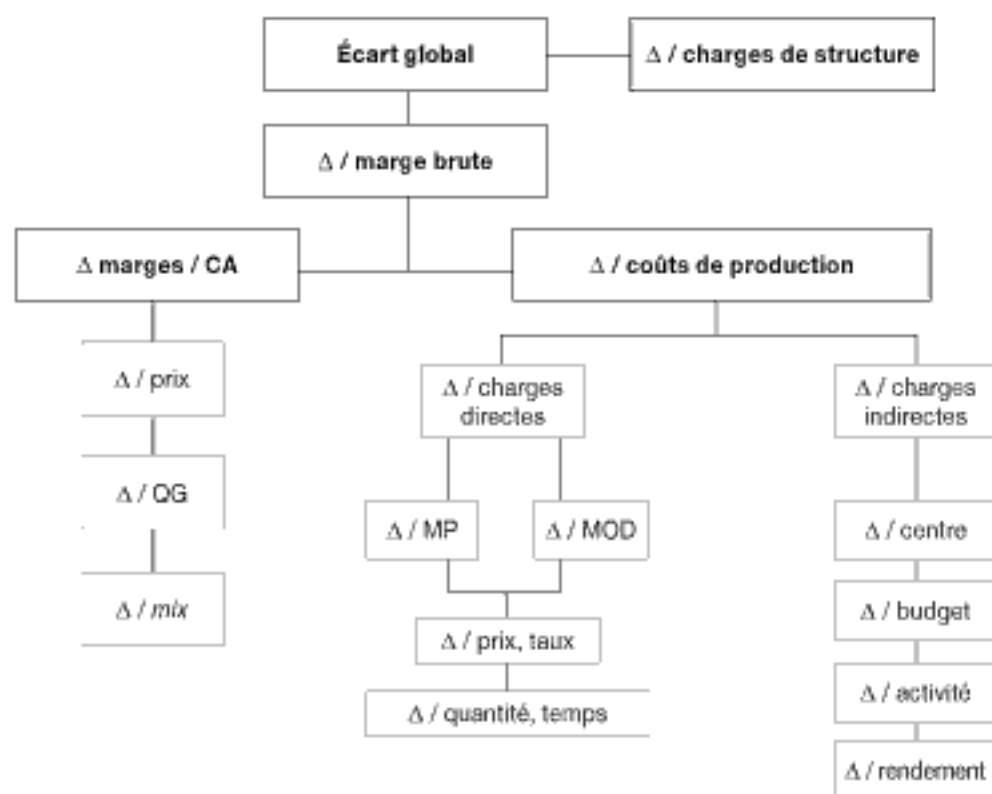 Écart global
Δ / charges de structure
Δ / marge brute
Δ marges / CA
Δ / coûts de production
Δ / prix
Δ / QG
Δ / mix
Δ / charges
directes
Δ / MP
Δ / MOD
Δ / prix, taux
Δ / quantité, temps
Δ / charges
indirectes
Δ / centre
Δ / budget
Δ / activité
Δ / rendement